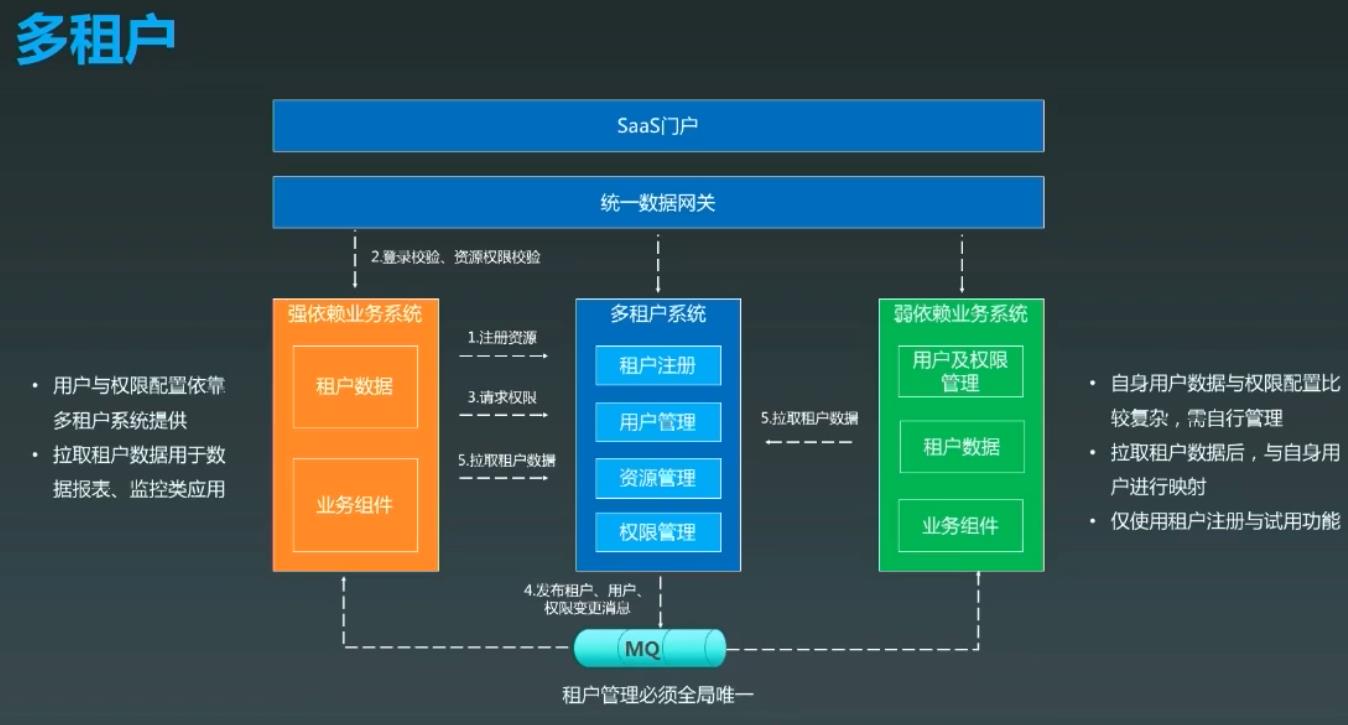 多租户
SaaS门户
统一数据网关
2.登录校验、资源权限校验
强依赖业务系统
租户数据
业务组件
1.注册资源
3.请求权限
5.拉取租户数据
多租户系统
租户注册
用户管理
资源管理
权限管理
5.拉取租户数据
弱依赖业务系统
用户及权限
管理
租户数据
业务组件
• 用户与权限配置依靠
多租户系统提供
• 拉取租户数据用于数
据报表、监控类应用
• 自身用户数据与权限配置比
较复杂，需自行管理
• 拉取租户数据后，与自身用
户进行映射
• 仅使用租户注册与试用功能
4.发布租户、用户、
权限变更消息
MQ
租户管理必须全局唯一